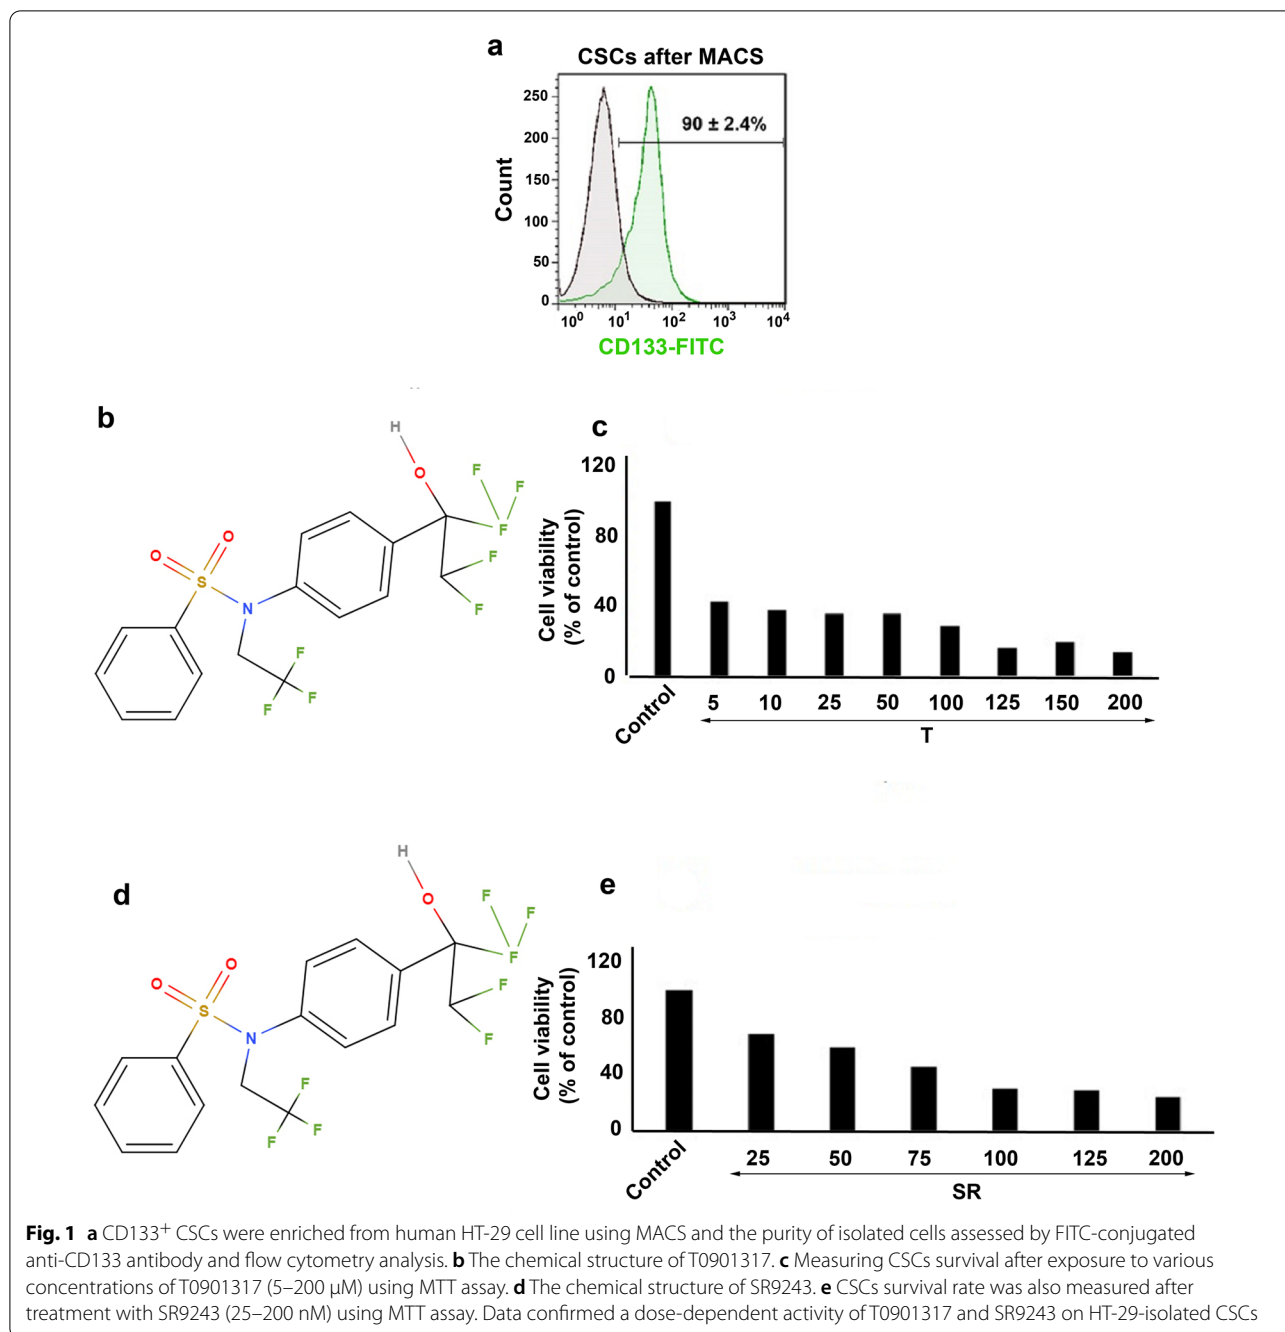 a
CSCs after MACS
250
200
150
100
50
0
90 ± 2.4%
Count
10⁰ 10¹ 10² 10³ 10⁴
CD133-FITC
b
H
O
F
F
F
F
F
O
O
S
N
F
F
F
c
120
80
40
0
Cell viability
(% of control)
Control 5 10 25 50 100 125 150 200
T
d
H
O
F
F
F
F
F
O
O
S
N
F
F
F
e
120
80
40
0
Cell viability
(% of control)
Control 25 50 75 100 125 200
SR
Fig. 1 a CD133⁺ CSCs were enriched from human HT-29 cell line using MACS and the purity of isolated cells assessed by FITC-conjugated
anti-CD133 antibody and flow cytometry analysis. b The chemical structure of T0901317. c Measuring CSCs survival after exposure to various
concentrations of T0901317 (5–200 µM) using MTT assay. d The chemical structure of SR9243. e CSCs survival rate was also measured after
treatment with SR9243 (25–200 nM) using MTT assay. Data confirmed a dose-dependent activity of T0901317 and SR9243 on HT-29-isolated CSCs